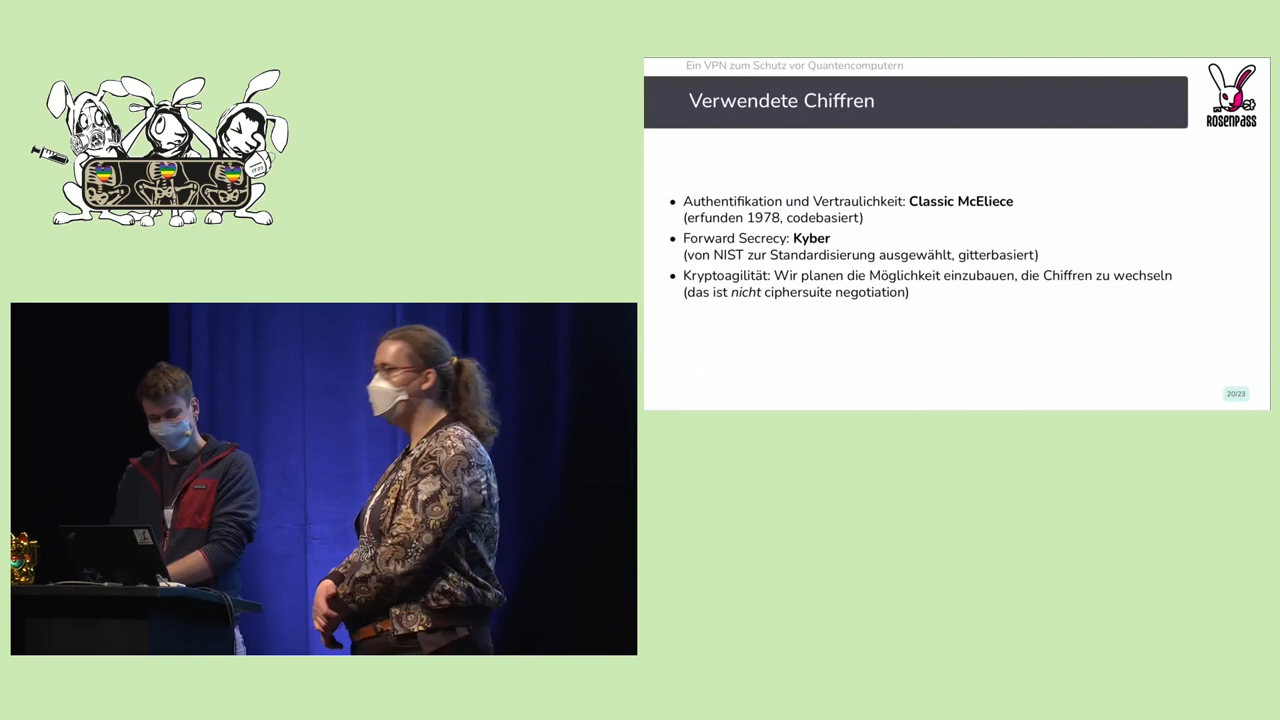 Ein VPN zum Schutz vor Quantencomputern
Verwendete Chiffren
ROSENPASS
• Authentifikation und Vertraulichkeit: Classic McEliece
(erfunden 1978, codebasiert)
• Forward Secrecy: Kyber
(von NIST zur Standardisierung ausgewählt, gitterbasiert)
• Kryptoagilität: Wir planen die Möglichkeit einzubauen, die Chiffren zu wechseln
(das ist nicht ciphersuite negotiation)
20/23